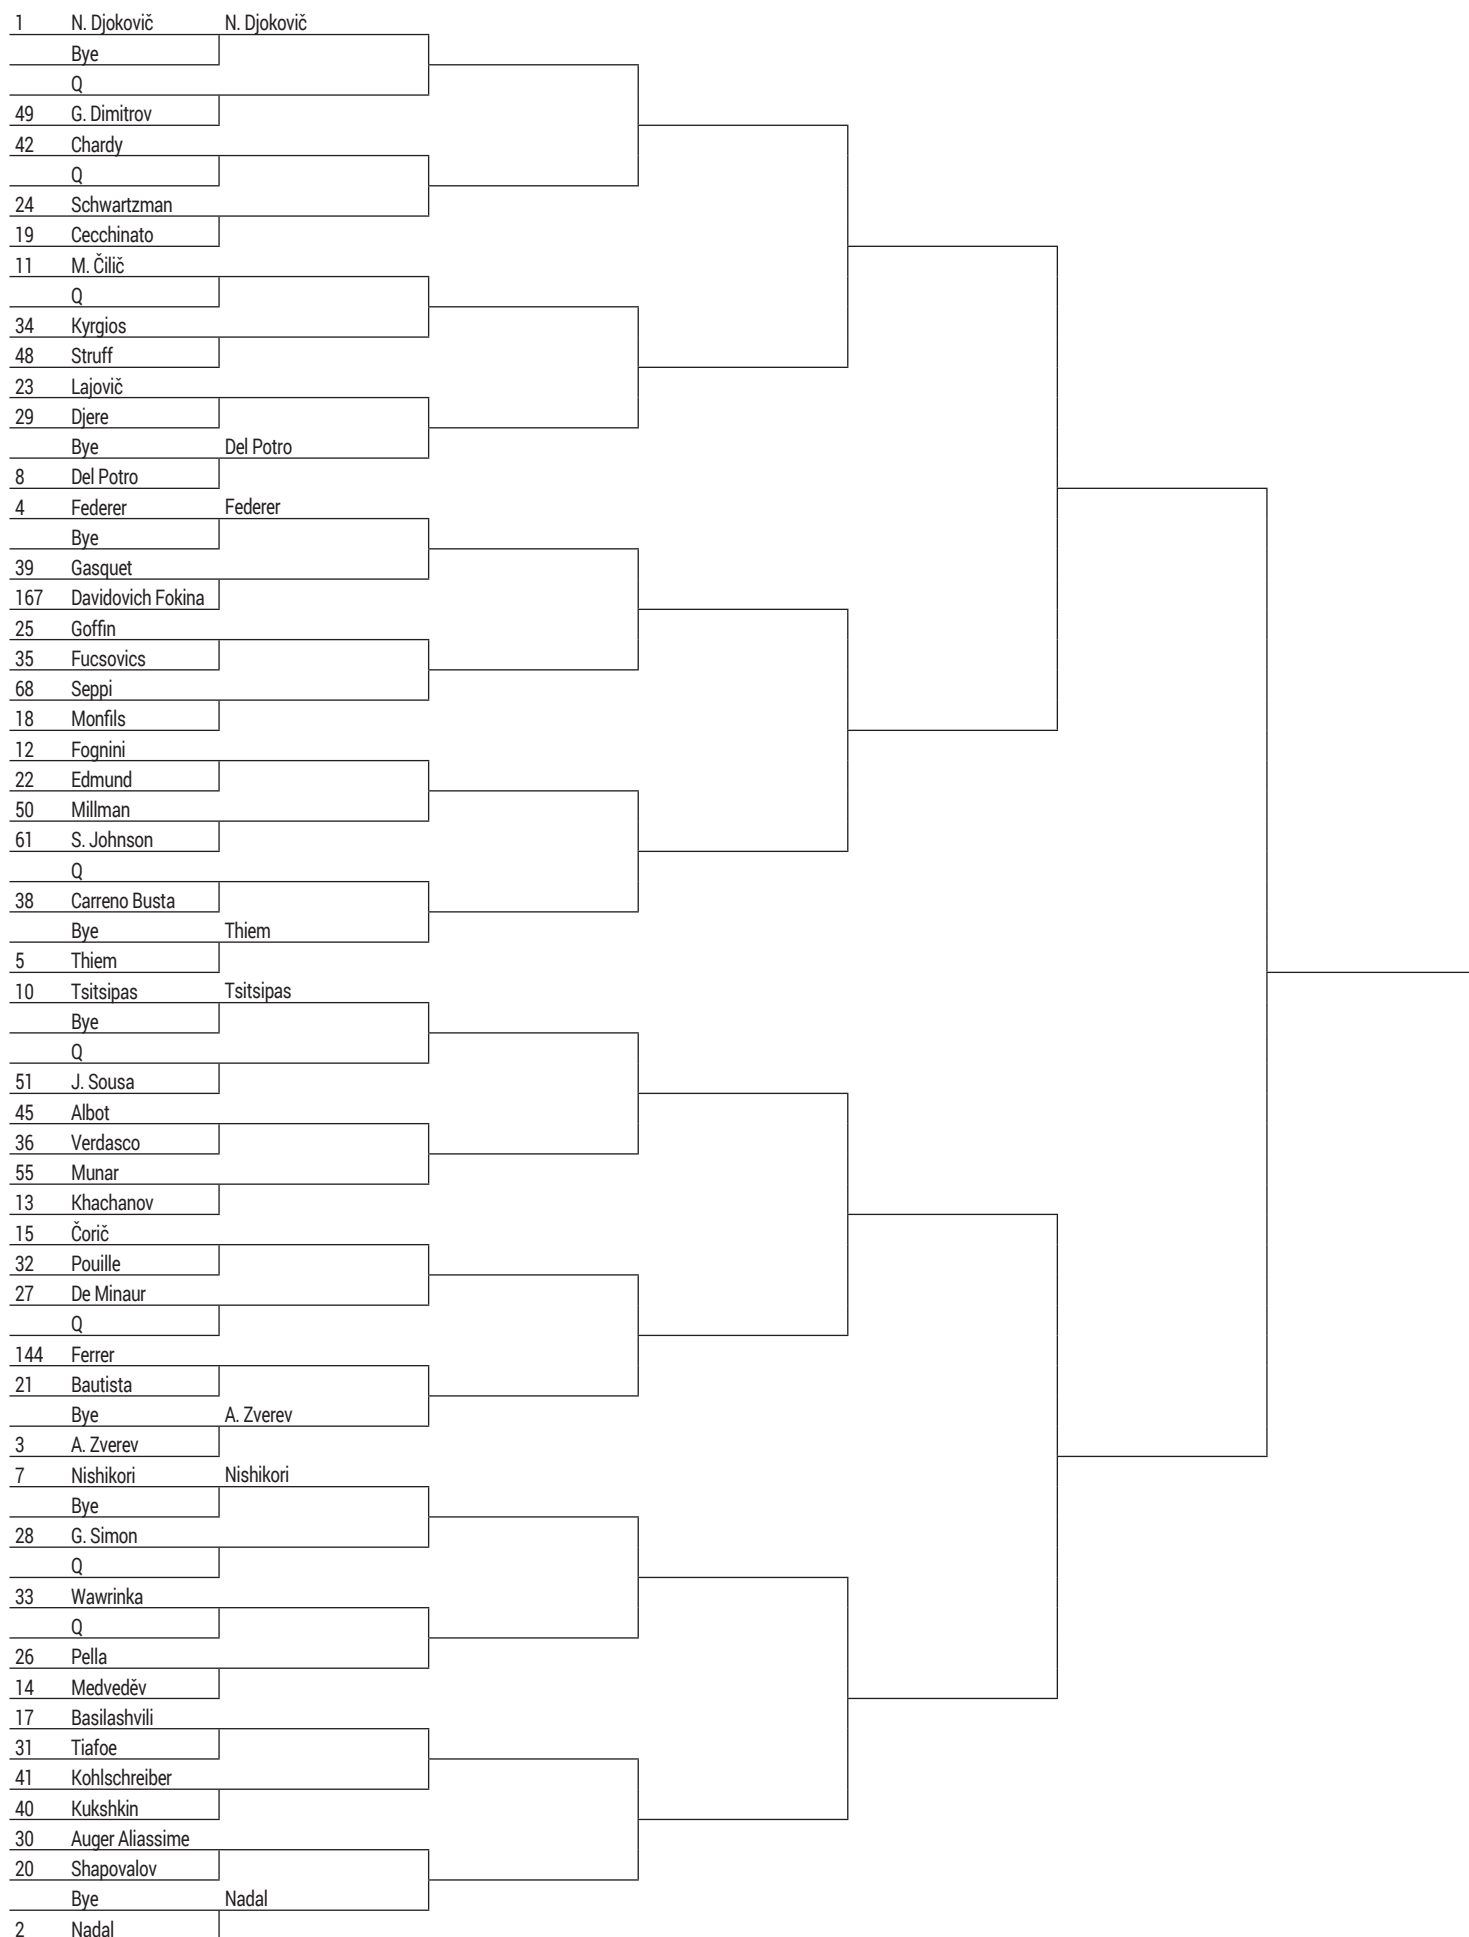 1 N. Djokovič N. Djokovič
Bye
Q
49 G. Dimitrov
42 Chardy
Q
24 Schwartzman
19 Cecchinato
11 M. Čilič
Q
34 Kyrgios
48 Struff
23 Lajovič
29 Djere
Bye Del Potro
8 Del Potro
4 Federer Federer
Bye
39 Gasquet
167 Davidovich Fokina
25 Goffin
35 Fucsovics
68 Seppi
18 Monfils
12 Fognini
22 Edmund
50 Millman
61 S. Johnson
Q
38 Carreno Busta
Bye Thiem
5 Thiem
10 Tsitsipas Tsitsipas
Bye
Q
51 J. Sousa
45 Albot
36 Verdasco
55 Munar
13 Khachanov
15 Čorič
32 Pouille
27 De Minaur
Q
144 Ferrer
21 Bautista
Bye A. Zverev
3 A. Zverev
7 Nishikori Nishikori
Bye
28 G. Simon
Q
33 Wawrinka
Q
26 Pella
14 Medveděv
17 Basilashvili
31 Tiafoe
41 Kohlschreiber
40 Kukshkin
30 Auger Aliassime
20 Shapovalov
Bye Nadal
2 Nadal